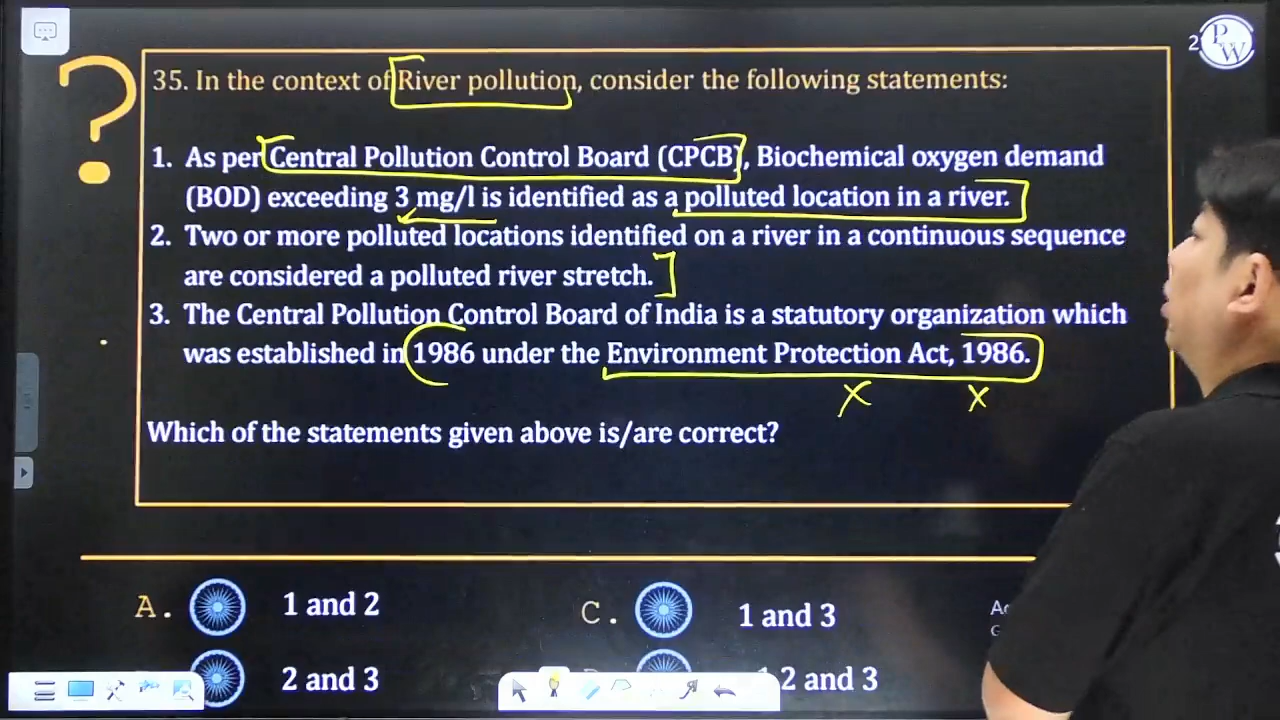 2
PW
35. In the context of River pollution, consider the following statements:
1. As per Central Pollution Control Board (CPCB), Biochemical oxygen demand
(BOD) exceeding 3 mg/l is identified as a polluted location in a river.
2. Two or more polluted locations identified on a river in a continuous sequence
are considered a polluted river stretch.
3. The Central Pollution Control Board of India is a statutory organization which
was established in 1986 under the Environment Protection Act, 1986.
X X
Which of the statements given above is/are correct?
A. 1 and 2
C. 1 and 3
2 and 3
2 and 3